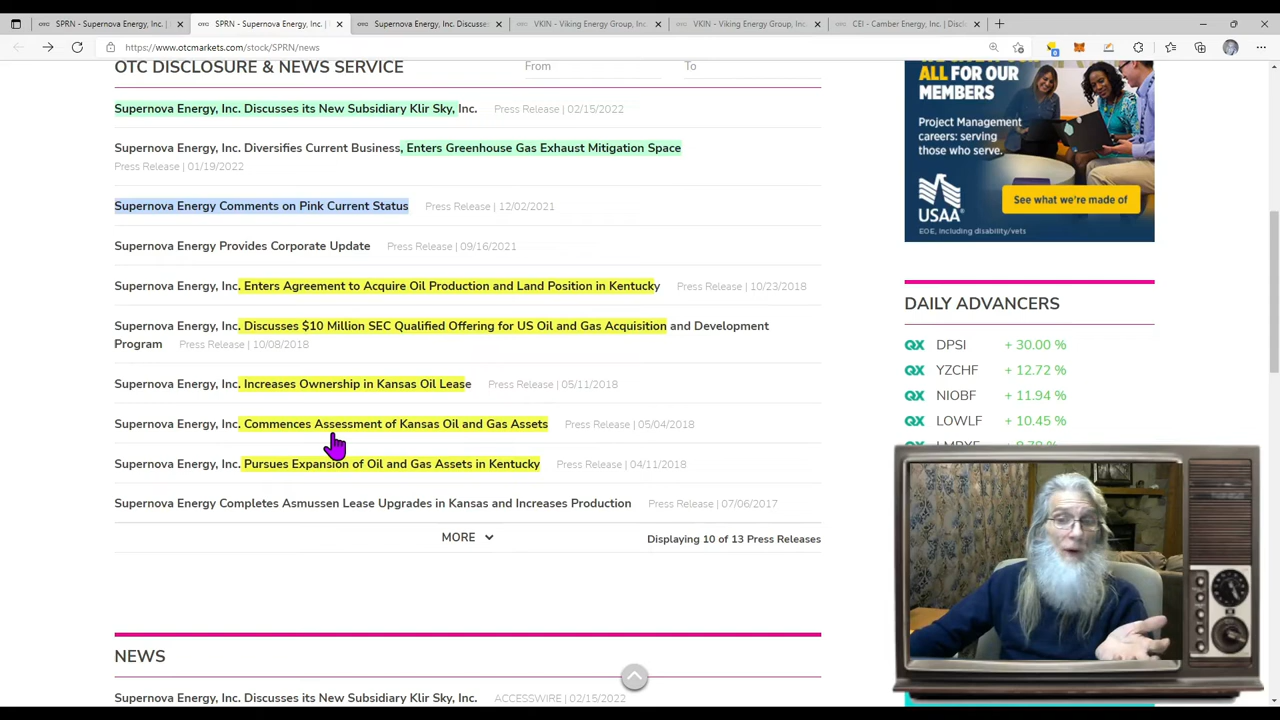 SPRN - Supernova Energy, Inc. |
SPRN - Supernova Energy, Inc. |
Supernova Energy, Inc. Discusse
VKIN - Viking Energy Group, Inc.
VKIN - Viking Energy Group, Inc.
CEI - Camber Energy, Inc. | Discl
https://www.otcmarkets.com/stock/SPRN/news
OTC DISCLOSURE & NEWS SERVICE
From
To
Supernova Energy, Inc. Discusses its New Subsidiary Klir Sky, Inc. Press Release | 02/15/2022
Supernova Energy, Inc. Diversifies Current Business, Enters Greenhouse Gas Exhaust Mitigation Space
Press Release | 01/19/2022
Supernova Energy Comments on Pink Current Status Press Release | 12/02/2021
Supernova Energy Provides Corporate Update Press Release | 09/16/2021
Supernova Energy, Inc. Enters Agreement to Acquire Oil Production and Land Position in Kentucky Press Release | 10/23/2018
Supernova Energy, Inc. Discusses $10 Million SEC Qualified Offering for US Oil and Gas Acquisition and Development
Program Press Release | 10/08/2018
Supernova Energy, Inc. Increases Ownership in Kansas Oil Lease Press Release | 05/11/2018
Supernova Energy, Inc. Commences Assessment of Kansas Oil and Gas Assets Press Release | 05/04/2018
Supernova Energy, Inc. Pursues Expansion of Oil and Gas Assets in Kentucky Press Release | 04/11/2018
Supernova Energy Completes Asmussen Lease Upgrades in Kansas and Increases Production Press Release | 07/06/2017
MORE
Displaying 10 of 13 Press Releases
NEWS
Supernova Energy, Inc. Discusses its New Subsidiary Klir Sky, Inc. ACCESSWIRE | 02/15/2022
ALL FOR OUR
MEMBERS
Project Management
careers: serving
those who serve.
USAA®
See what we're made of
EOE, including disability/vets
DAILY ADVANCERS
QX DPSI + 30.00 %
QX YZCHF + 12.72 %
QX NIOBF + 11.94 %
QX LOWLF + 10.45 %